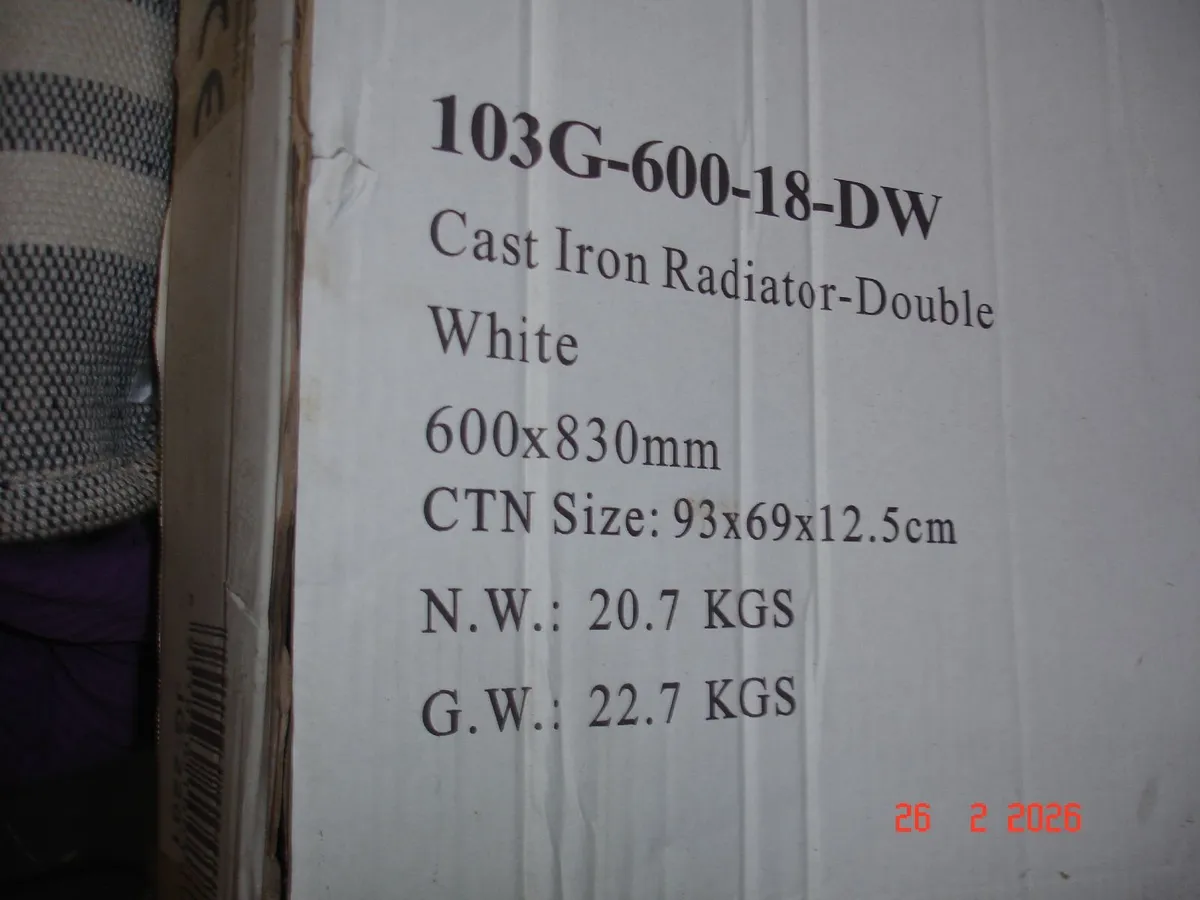 103G-600-18-DW
Cast Iron Radiator-Double
White
600x830mm
CTN Size: 93x69x12.5cm
N.W.: 20.7 KGS
G.W.: 22.7 KGS
26 2 2026